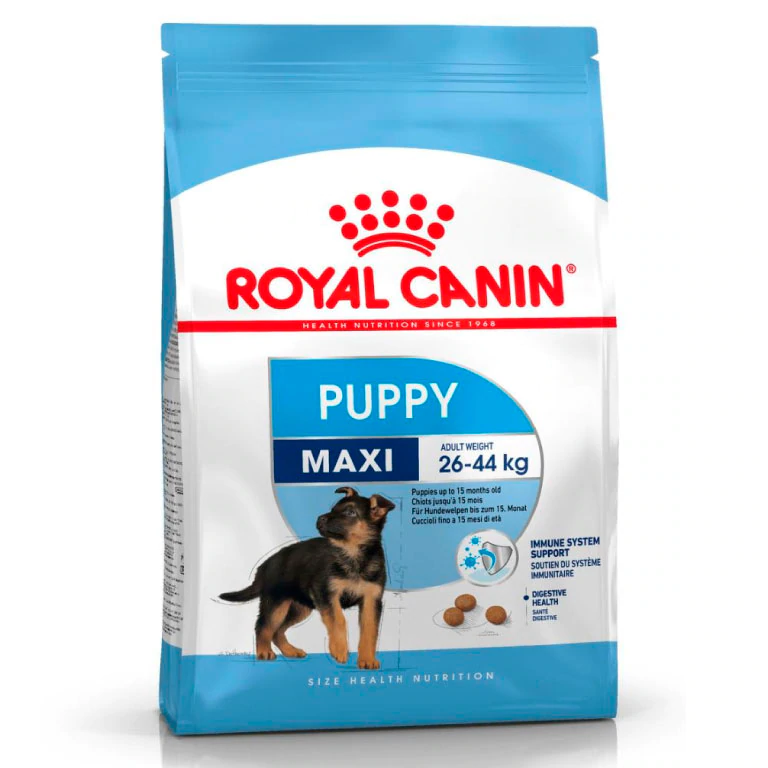 ROYAL CANIN®
HEALTH NUTRITION SINCE 1968
PUPPY
MAXI
ADULT WEIGHT
26-44 kg
Puppies up to 15 months old
Chiots jusqu'à 15 mois
Für Hundewelpen bis zum 15. Monat
Cuccioli fino a 15 mesi di età
IMMUNE SYSTEM
SUPPORT
SOUTIEN DU SYSTÈME
IMMUNITAIRE
DIGESTIVE
HEALTH
SANTÉ
DIGESTIVE
SIZE HEALTH NUTRITION